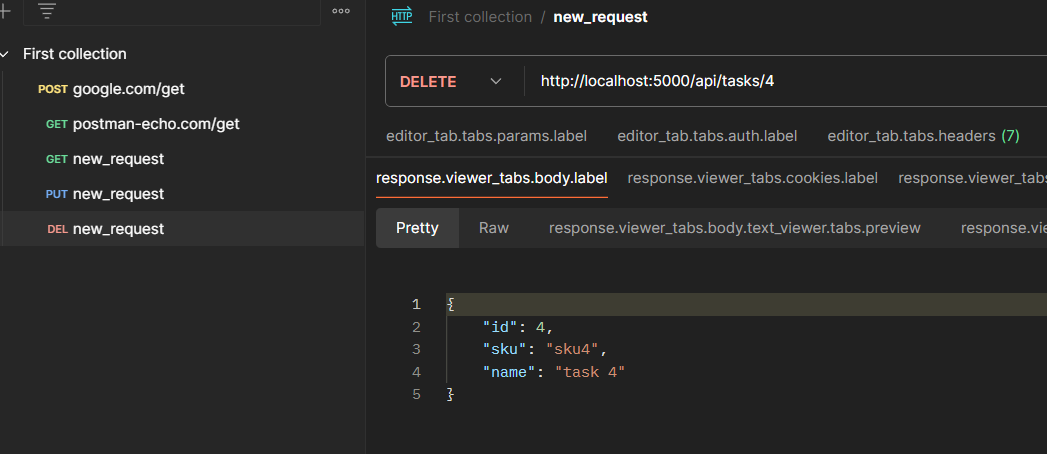 HTTP First collection / new_request
First collection
POST google.com/get
GET postman-echo.com/get
GET new_request
PUT new_request
DEL new_request
DELETE http://localhost:5000/api/tasks/4
editor_tab.tabs.params.label editor_tab.tabs.auth.label editor_tab.tabs.headers (7)
response.viewer_tabs.body.label response.viewer_tabs.cookies.label response.viewer_tabs
Pretty Raw response.viewer_tabs.body.text_viewer.tabs.preview response.vie
1 {
2 "id": 4,
3 "sku": "sku4",
4 "name": "task 4"
5 }